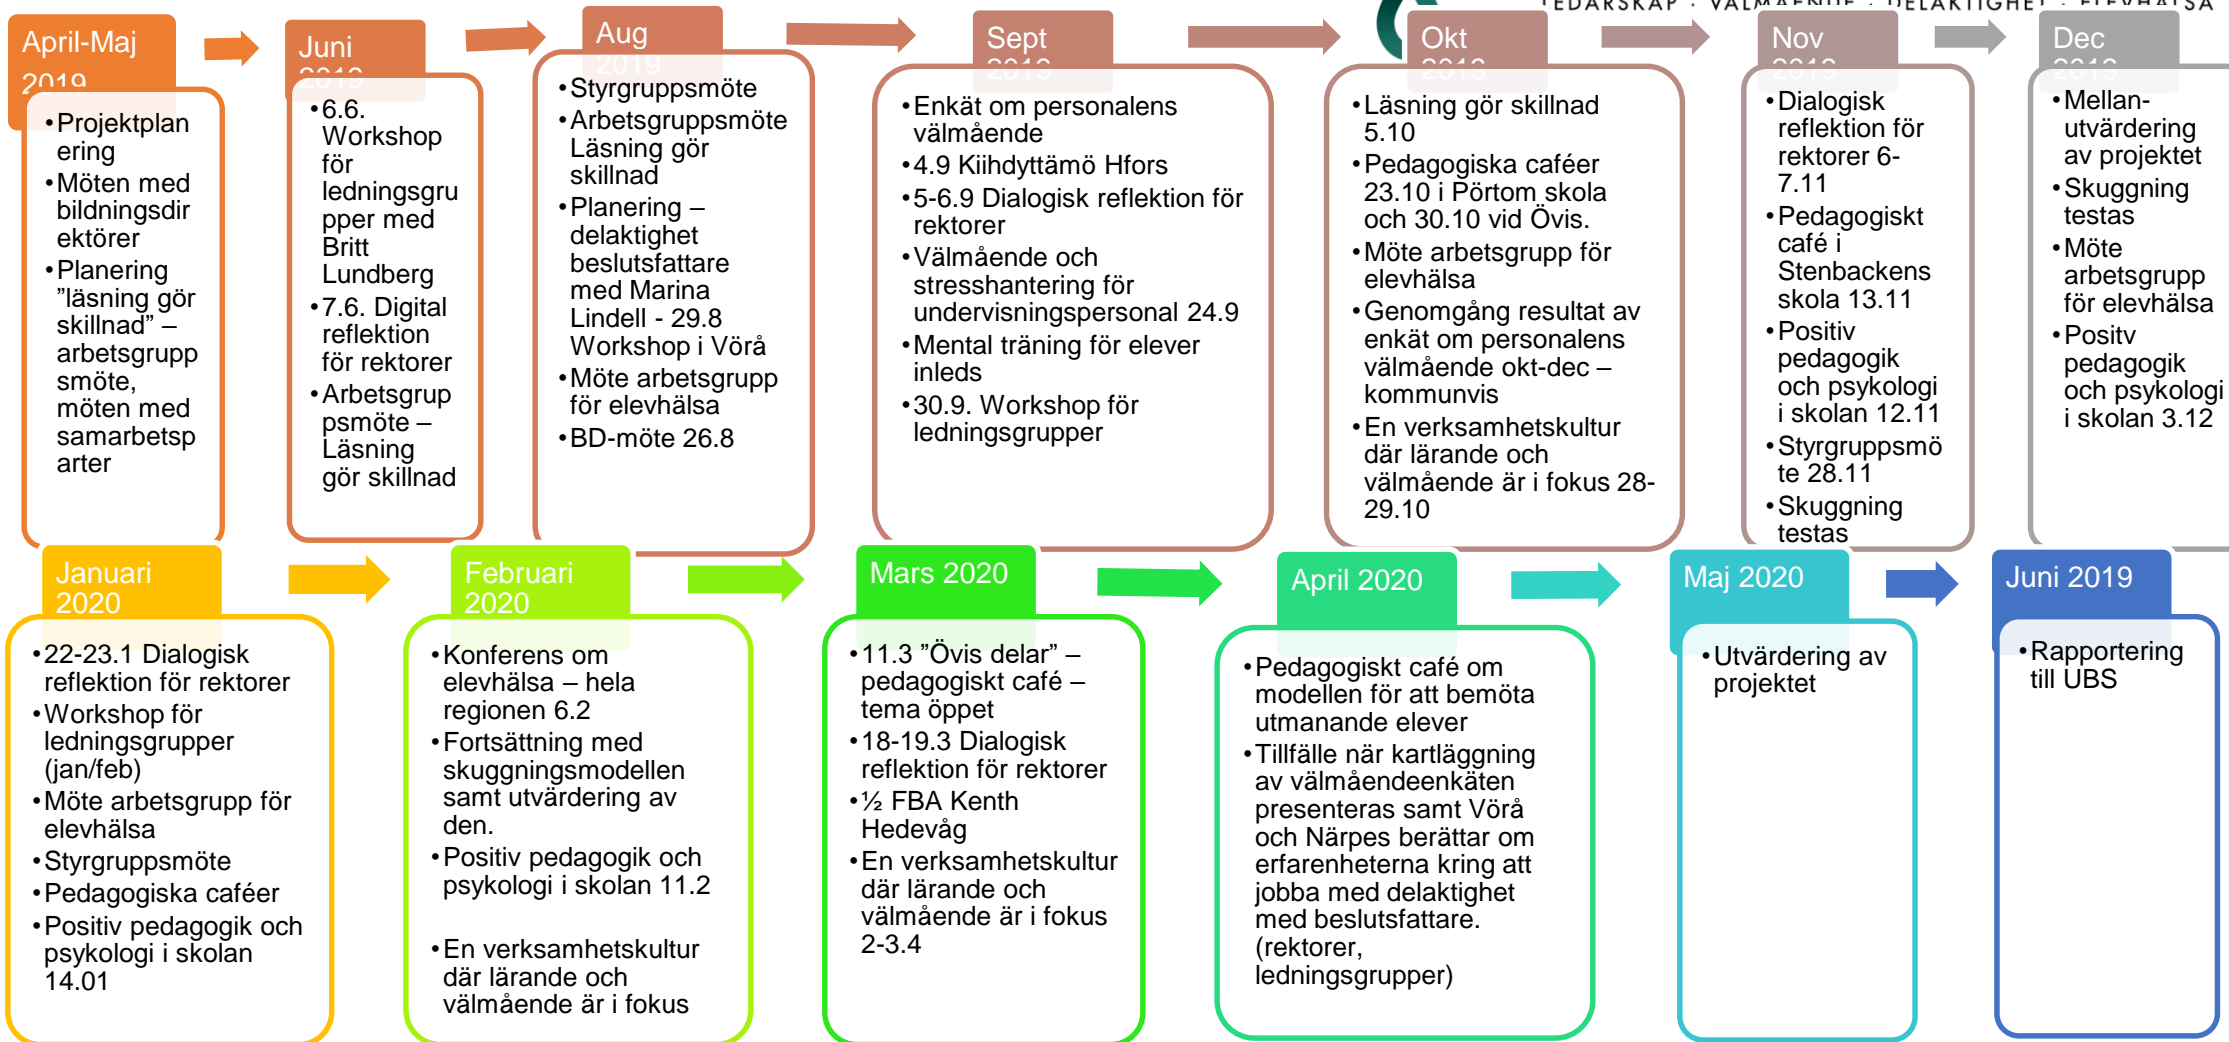 LEDARSKAP · VÄLMÅENDE · DELAKTIGHET · ELEVHÄLSA
April-Maj
2019
•Projektplan
ering
•Möten med
bildningsdir
ektörer
•Planering
”läsning gör
skillnad” –
arbetsgrupp
smöte,
möten med
samarbetsp
arter
Juni
2019
•6.6.
Workshop
för
ledningsgru
pper med
Britt
Lundberg
•7.6. Digital
reflektion
för rektorer
•Arbetsgrup
psmöte –
Läsning
gör skillnad
Aug
2019
•Styrgruppsmöte
•Arbetsgruppsmöte
Läsning gör
skillnad
•Planering –
delaktighet
beslutsfattare
med Marina
Lindell - 29.8
Workshop i Vörå
•Möte arbetsgrupp
för elevhälsa
•BD-möte 26.8
Sept
2019
•Enkät om personalens
välmående
•4.9 Kiihdyttämö Hfors
•5-6.9 Dialogisk reflektion för
rektorer
•Välmående och
stresshantering för
undervisningspersonal 24.9
•Mental träning för elever
inleds
•30.9. Workshop för
ledningsgrupper
Okt
2019
•Läsning gör skillnad
5.10
•Pedagogiska caféer
23.10 i Pörtom skola
och 30.10 vid Övis.
•Möte arbetsgrupp för
elevhälsa
•Genomgång resultat av
enkät om personalens
välmående okt-dec –
kommunvis
•En verksamhetskultur
där lärande och
välmående är i fokus 28-
29.10
Nov
2019
•Dialogisk
reflektion för
rektorer 6-
7.11
•Pedagogiskt
café i
Stenbackens
skola 13.11
•Positiv
pedagogik
och psykologi
i skolan 12.11
•Styrgruppsmö
te 28.11
•Skuggning
testas
Dec
2019
•Mellan-
utvärdering
av projektet
•Skuggning
testas
•Möte
arbetsgrupp
för elevhälsa
•Positv
pedagogik
och psykologi
i skolan 3.12
Januari
2020
•22-23.1 Dialogisk
reflektion för rektorer
•Workshop för
ledningsgrupper
(jan/feb)
•Möte arbetsgrupp för
elevhälsa
•Styrgruppsmöte
•Pedagogiska caféer
•Positiv pedagogik och
psykologi i skolan
14.01
Februari
2020
•Konferens om
elevhälsa – hela
regionen 6.2
•Fortsättning med
skuggningsmodellen
samt utvärdering av
den.
•Positiv pedagogik och
psykologi i skolan 11.2
•En verksamhetskultur
där lärande och
välmående är i fokus
Mars 2020
•11.3 ”Övis delar” –
pedagogiskt café –
tema öppet
•18-19.3 Dialogisk
reflektion för rektorer
•½ FBA Kenth
Hedevåg
•En verksamhetskultur
där lärande och
välmående är i fokus
2-3.4
April 2020
•Pedagogiskt café om
modellen för att bemöta
utmanande elever
•Tillfälle när kartläggning
av välmåendeenkäten
presenteras samt Vörå
och Närpes berättar om
erfarenheterna kring att
jobba med delaktighet
med beslutsfattare.
(rektorer,
ledningsgrupper)
Maj 2020
•Utvärdering av
projektet
Juni 2019
•Rapportering
till UBS